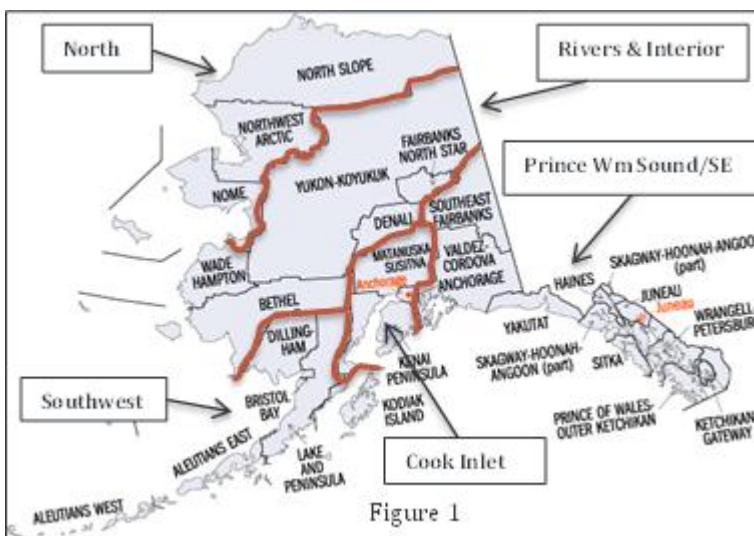 North
Rivers & Interior
NORTH SLOPE
NORTHWEST
ARCTIC
FAIRBANKS
NORTH STAR
Prince Wm Sound/SE
NOME
YUKON-KOYUKUK
DENALI
SOUTHEAST
FAIRBANKS
WADE
HAMPTON
MATANUSKA
SUSITNA
VALDEZ-
CORDOVA
Anchorage
ANCHORAGE
BETHEL
DILLING-
HAM
HAINES
SKAGWAY-HOONAH-ANGOON
(part)
JUNEAU
Juneau
YAKUTAT
WRANGELL-
PETERSBURG
SKAGWAY-HOONAH-
ANGOON (part)
SITKA
KENAI
PENINSULA
KODIAK
ISLAND
Southwest
BRISTOL
BAY
PRINCE OF WALES-
OUTER KETCHIKAN
KETCHIKAN
GATEWAY
ALEUTIANS EAST
LAKE
AND
PENINSULA
Cook Inlet
ALEUTIANS WEST
Figure 1